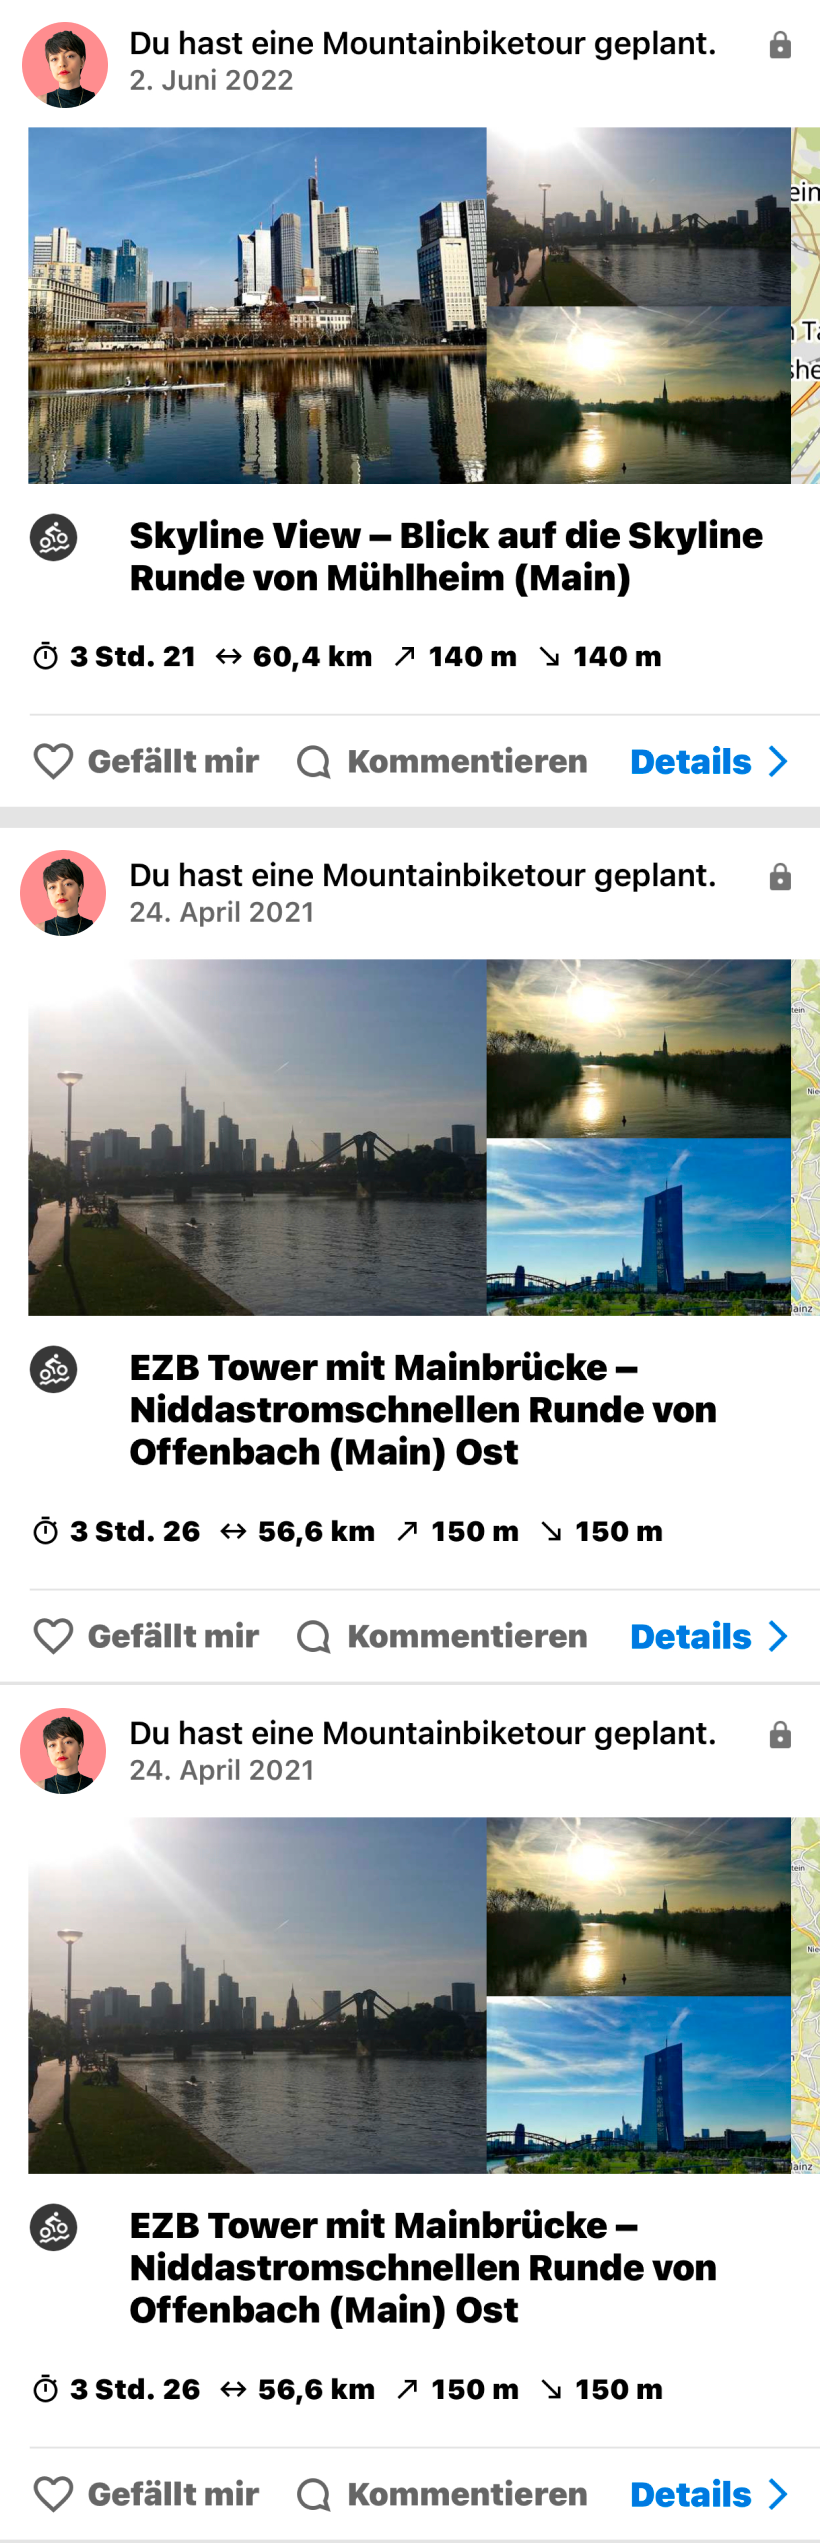 Du hast eine Mountainbiketour geplant.
2. Juni 2022
Skyline View – Blick auf die Skyline
Runde von Mühlheim (Main)
3 Std. 21 60,4 km 140 m 140 m
Gefällt mir Kommentieren Details
Du hast eine Mountainbiketour geplant.
24. April 2021
EZB Tower mit Mainbrücke –
Niddastromschnellen Runde von
Offenbach (Main) Ost
3 Std. 26 56,6 km 150 m 150 m
Gefällt mir Kommentieren Details
Du hast eine Mountainbiketour geplant.
24. April 2021
EZB Tower mit Mainbrücke –
Niddastromschnellen Runde von
Offenbach (Main) Ost
3 Std. 26 56,6 km 150 m 150 m
Gefällt mir Kommentieren Details